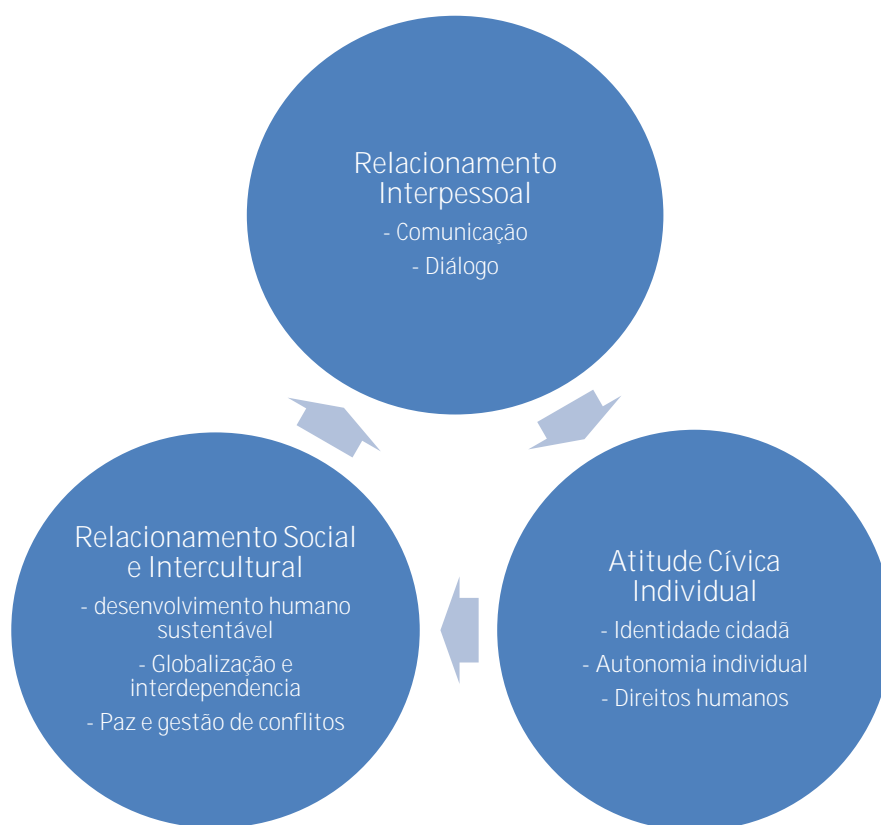 Relacionamento
Interpessoal
- Comunicação
- Diálogo
Atitude Cívica
Individual
- Identidade cidadã
- Autonomia individual
- Direitos humanos
Relacionamento Social
e Intercultural
- desenvolvimento humano
sustentável
- Globalização e
interdependencia
- Paz e gestão de conflitos